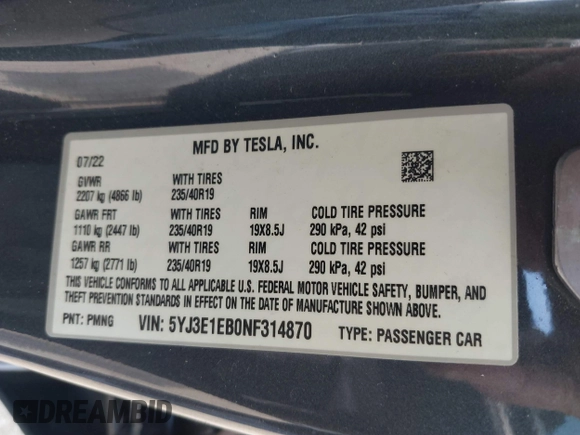 MFD BY TESLA, INC.
07/22
GVWR WITH TIRES
2207 kg (4866 lb) 235/40R19
GAWR FRT WITH TIRES RIM COLD TIRE PRESSURE
1110 kg (2447 lb) 235/40R19 19X8.5J 290 kPa, 42 psi
GAWR RR WITH TIRES RIM COLD TIRE PRESSURE
1257 kg (2771 lb) 235/40R19 19X8.5J 290 kPa, 42 psi
THIS VEHICLE CONFORMS TO ALL APPLICABLE U.S. FEDERAL MOTOR VEHICLE SAFETY, BUMPER, AND
THEFT PREVENTION STANDARDS IN EFFECT ON THE DATE OF MANUFACTURE SHOWN ABOVE.
PNT: PMNG VIN: 5YJ3E1EB0NF314870 TYPE: PASSENGER CAR
DREAMBID